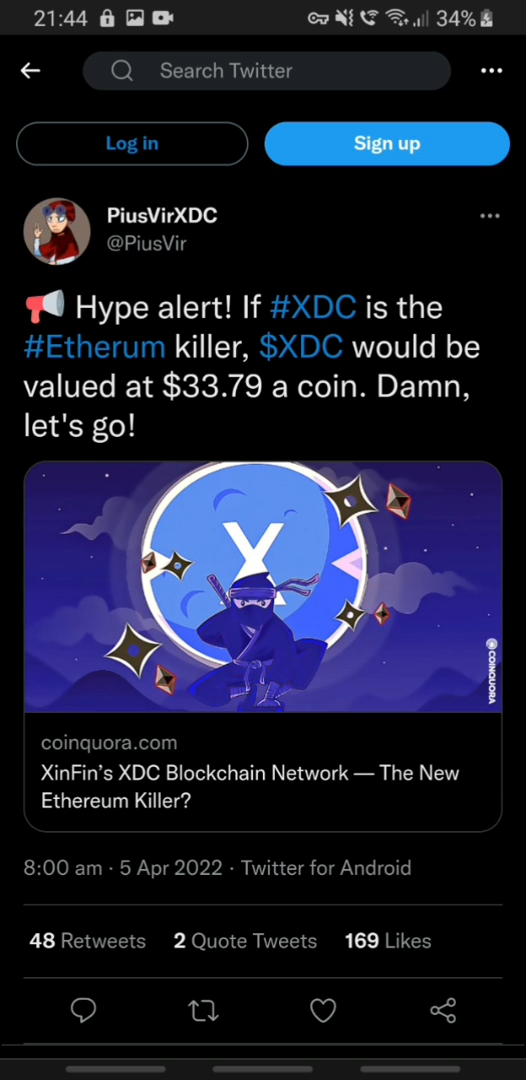 21:44 34%
Search Twitter
Log in Sign up
PiusVirXDC
@PiusVir
📢 Hype alert! If #XDC is the
#Etherum killer, $XDC would be
valued at $33.79 a coin. Damn,
let's go!
X
@COINQUORA
coinquora.com
XinFin’s XDC Blockchain Network — The New
Ethereum Killer?
8:00 am · 5 Apr 2022 · Twitter for Android
48 Retweets 2 Quote Tweets 169 Likes